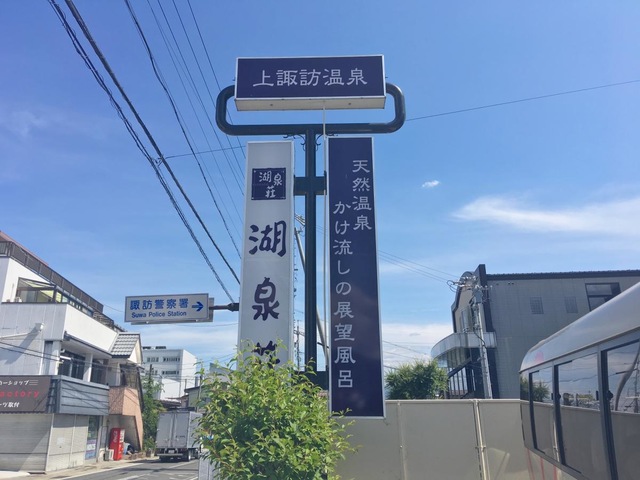 上諏訪温泉
湖泉荘
湖泉荘
天然温泉
かけ流しの展望風呂
諏訪警察署
Suwa Police Station